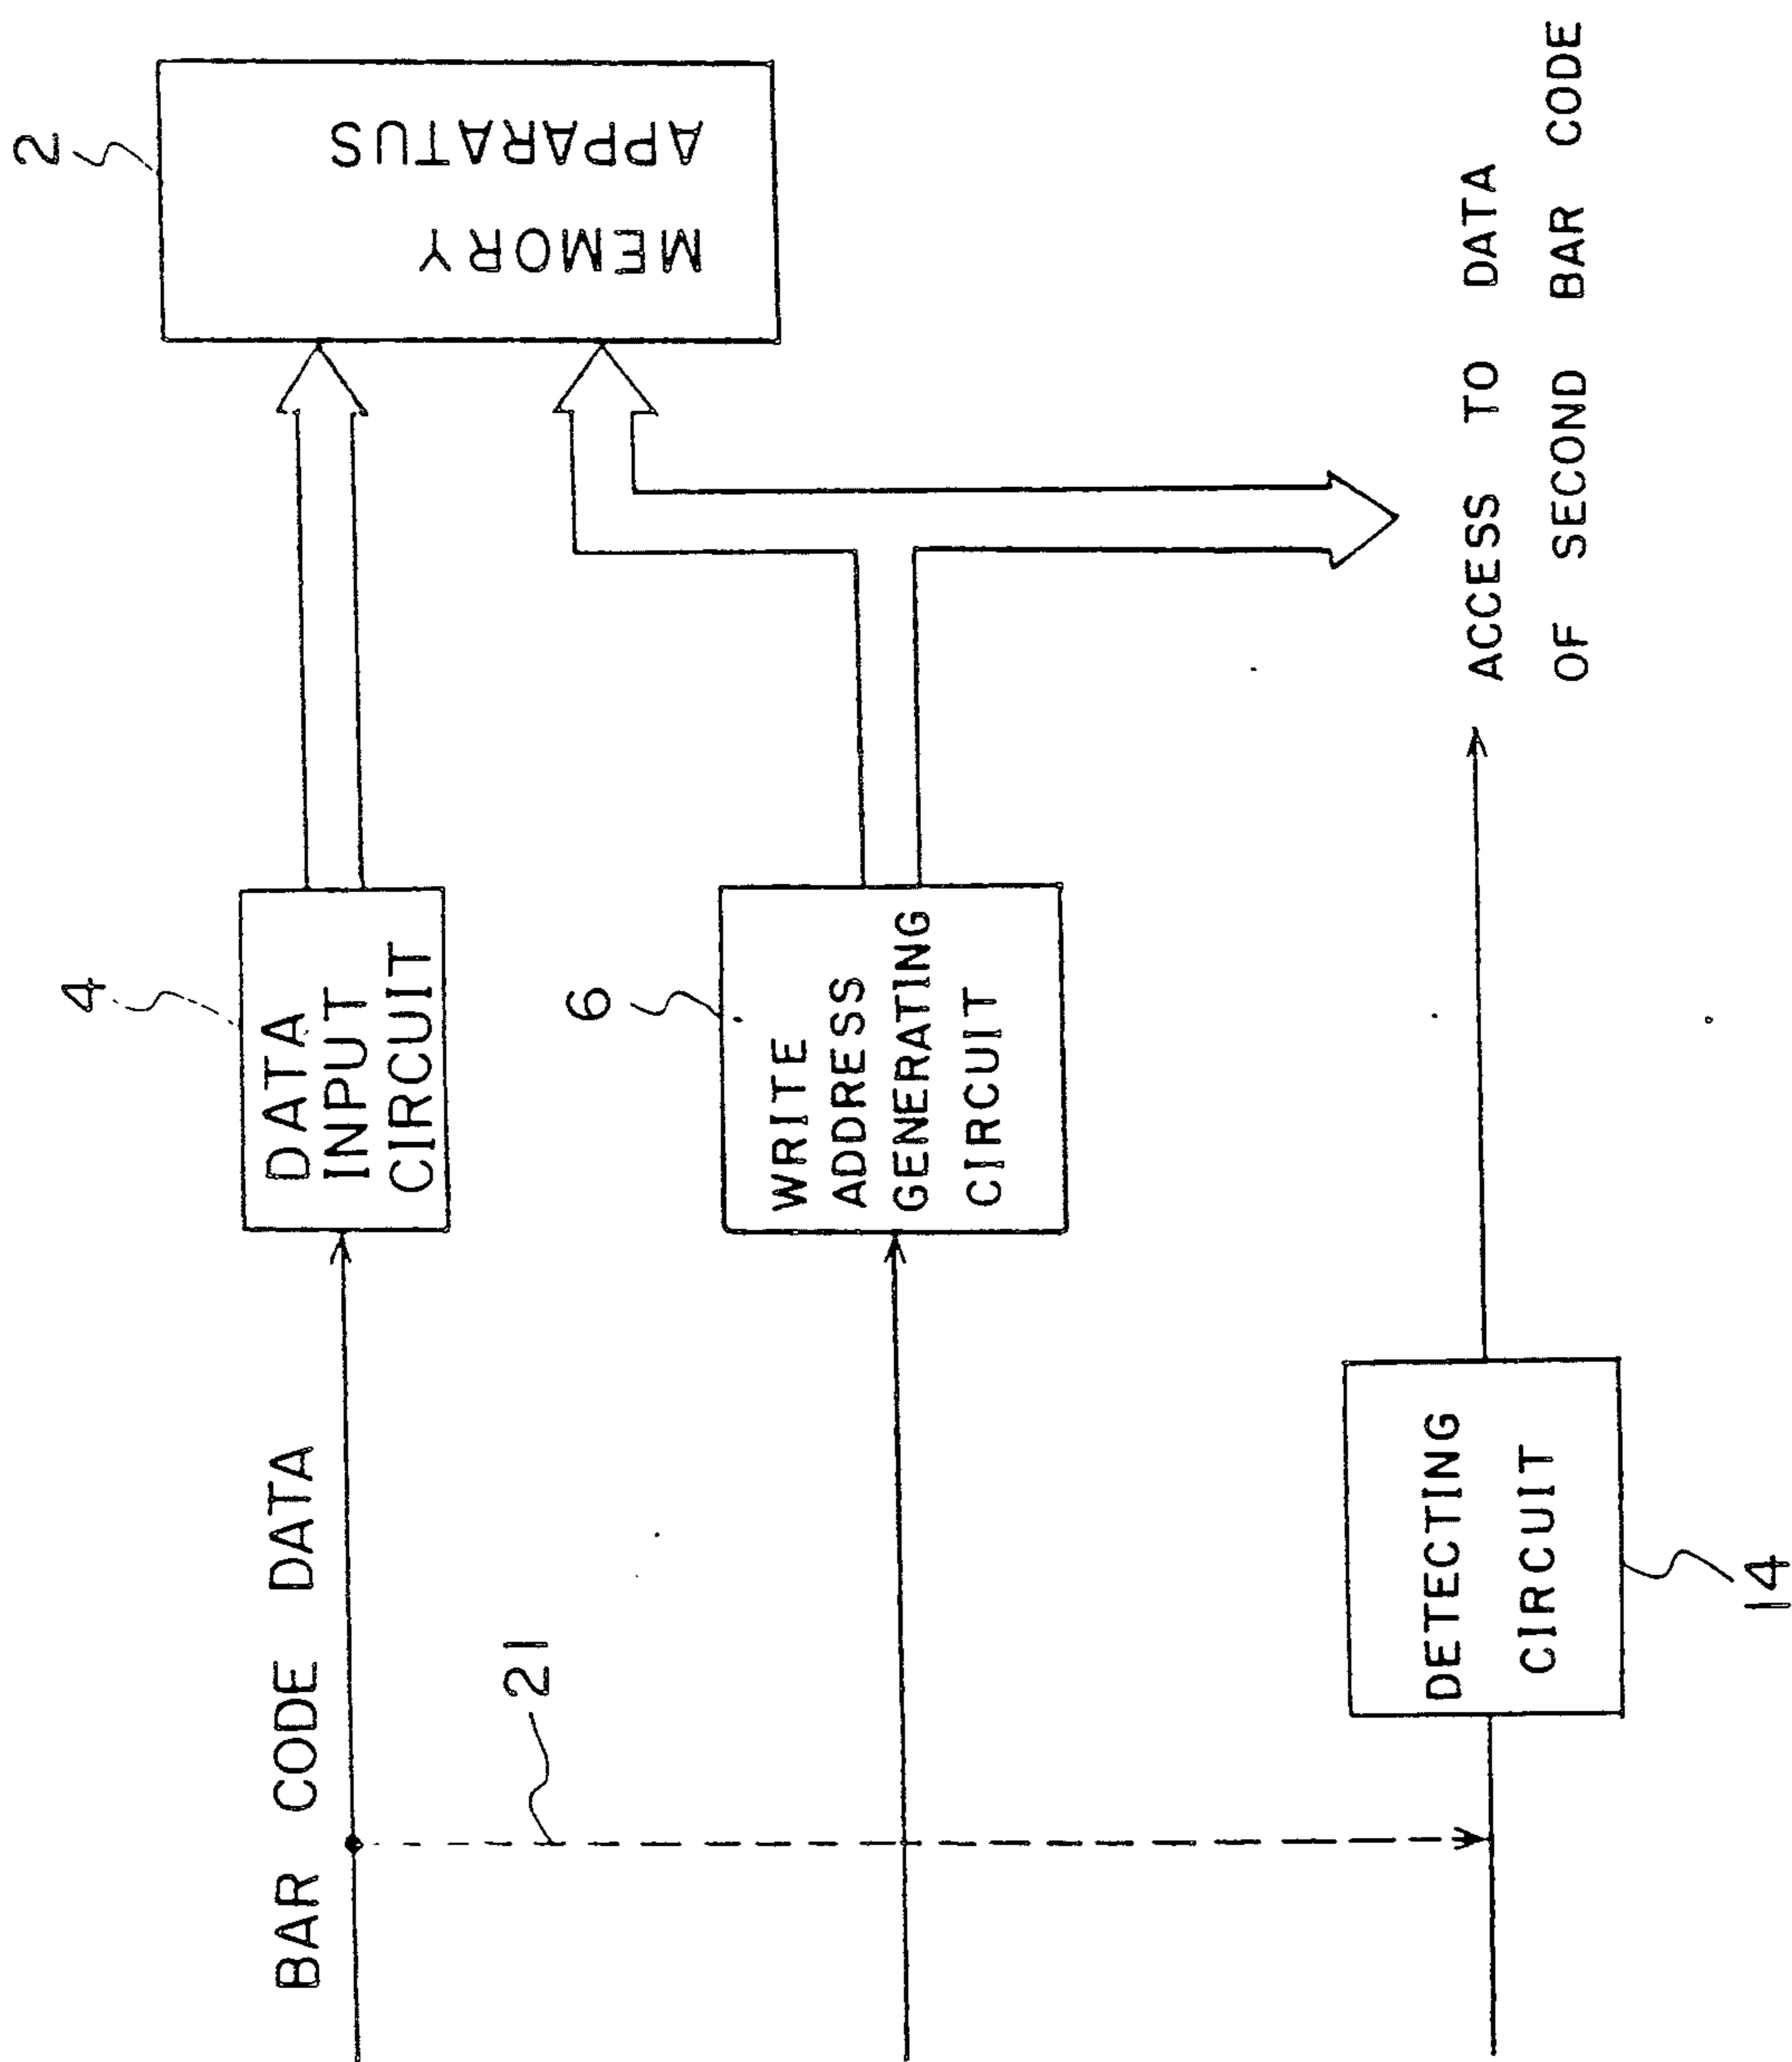 BAR CODE DATA
21
4
DATA
INPUT
CIRCUIT
2
MEMORY
APPARATUS
6
WRITE
ADDRESS
GENERATING
CIRCUIT
DETECTING
CIRCUIT
14
ACCESS TO DATA
OF SECOND BAR CODE